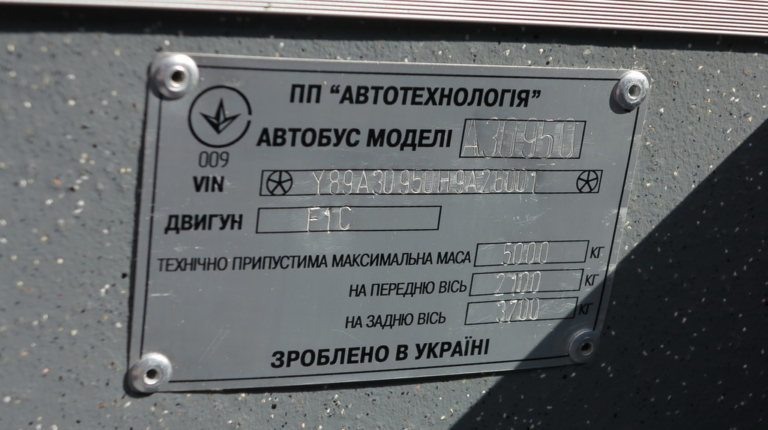 ПП “АВТОТЕХНОЛОГІЯ”
АВТОБУС МОДЕЛІ А30950
009
VIN Y89A30950H9A26001
ДВИГУН F1C
ТЕХНІЧНО ПРИПУСТИМА МАКСИМАЛЬНА МАСА 5000 КГ
НА ПЕРЕДНЮ ВІСЬ 2100 КГ
НА ЗАДНЮ ВІСЬ 3700 КГ
ЗРОБЛЕНО В УКРАЇНІ